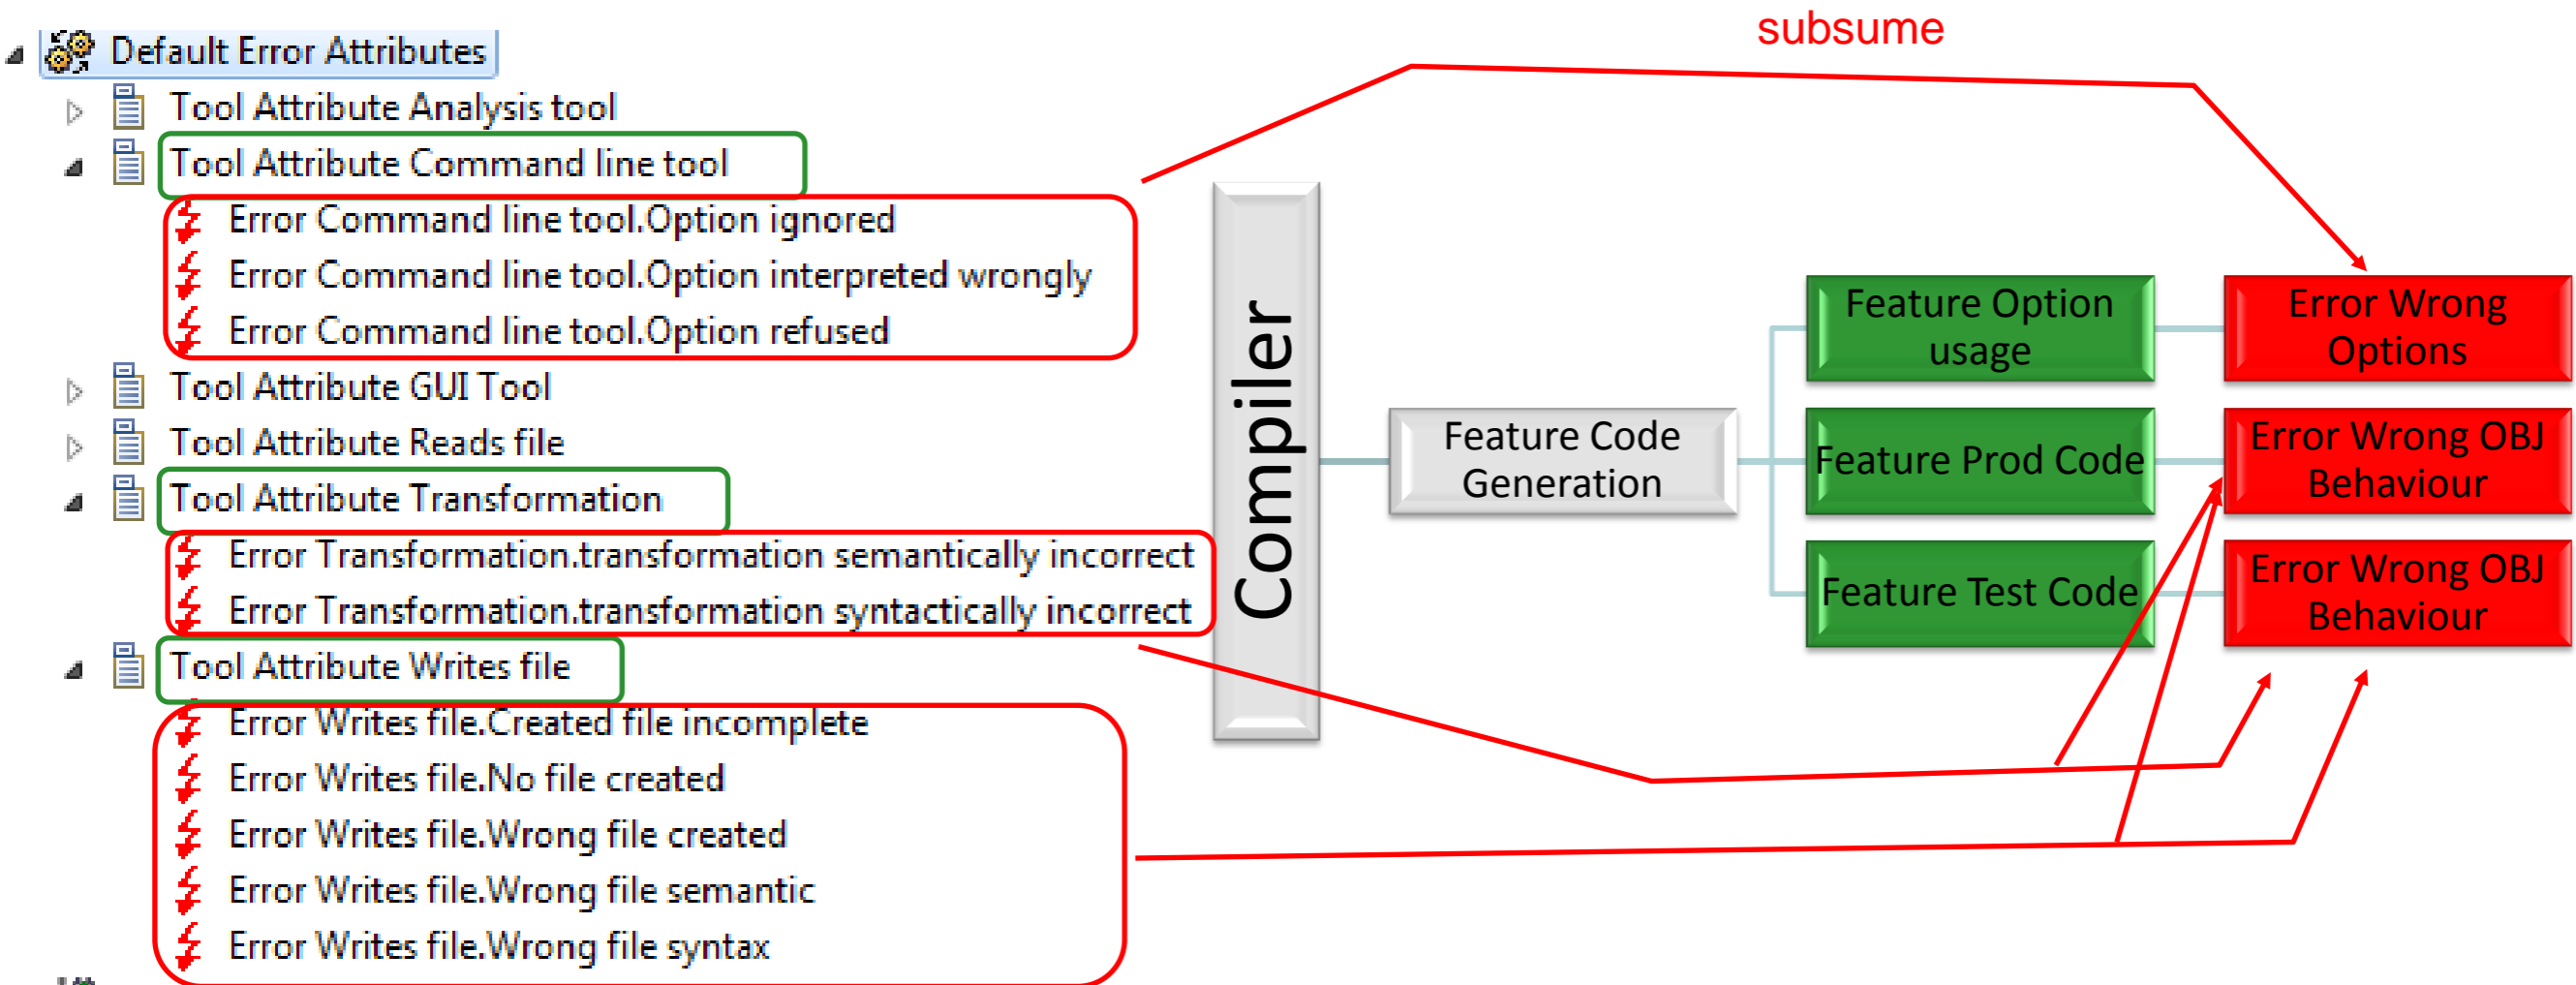 subsume
Default Error Attributes
Tool Attribute Analysis tool
Tool Attribute Command line tool
Error Command line tool.Option ignored
Error Command line tool.Option interpreted wrongly
Error Command line tool.Option refused
Tool Attribute GUI Tool
Tool Attribute Reads file
Tool Attribute Transformation
Error Transformation.transformation semantically incorrect
Error Transformation.transformation syntactically incorrect
Tool Attribute Writes file
Error Writes file.Created file incomplete
Error Writes file.No file created
Error Writes file.Wrong file created
Error Writes file.Wrong file semantic
Error Writes file.Wrong file syntax
Compiler
Feature Code
Generation
Feature Option
usage
Error Wrong
Options
Feature Prod Code
Error Wrong OBJ
Behaviour
Feature Test Code
Error Wrong OBJ
Behaviour